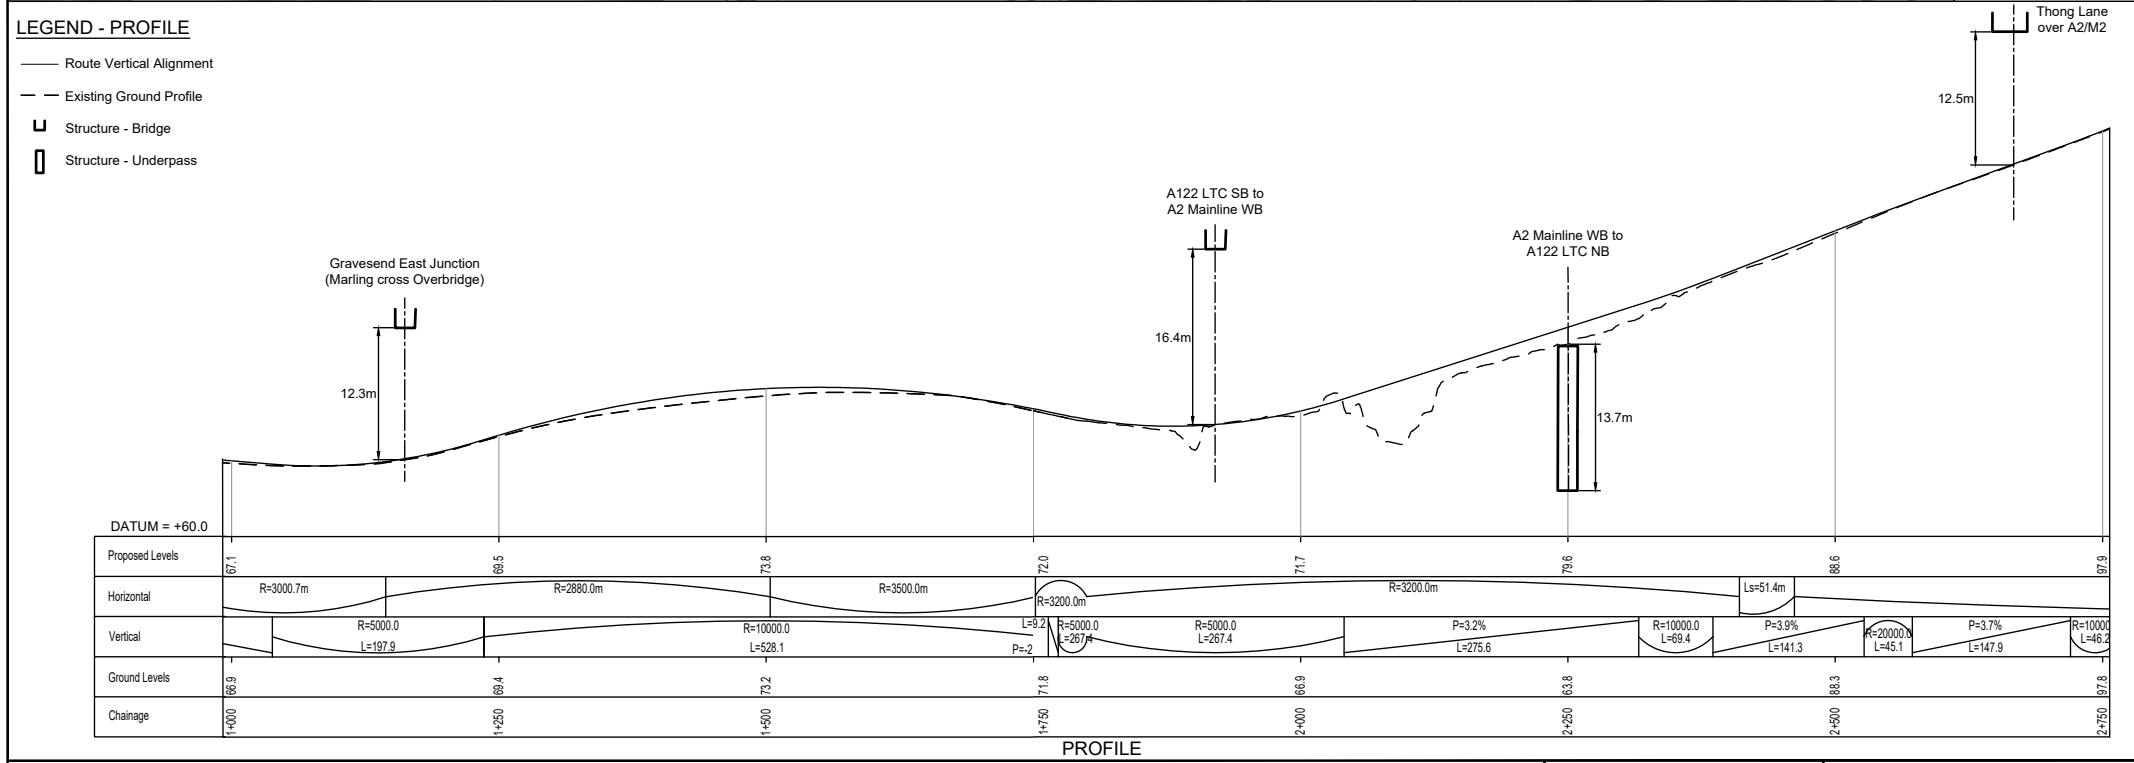 LEGEND - PROFILE
Route Vertical Alignment
Existing Ground Profile
Structure - Bridge
Structure - Underpass
Thong Lane
over A2/M2
12.5m
A122 LTC SB to
A2 Mainline WB
16.4m
A2 Mainline WB to
A122 LTC NB
13.7m
Gravesend East Junction
(Marling cross Overbridge)
12.3m
DATUM = +60.0
Proposed Levels 67.1 69.5 73.8 72.0 71.7 79.6 88.6 97.9
Horizontal R=3000.7m R=2880.0m R=3500.0m R=3200.0m R=3200.0m Ls=51.4m
Vertical
R=5000.0 R=10000.0 L=9.2 R=5000.0 R=5000.0 P=3.2% R=10000.0 P=3.9% R=20000.0 P=3.7% R=10000
L=197.9 L=528.1 P=-2 L=267.4 L=267.4 L=275.6 L=69.4 L=141.3 L=45.1 L=147.9 L=46.2
Ground Levels 66.9 69.4 73.2 71.8 66.9 63.8 88.3 97.8
Chainage 1+000 1+250 1+500 1+750 2+000 2+250 2+500 2+750
PROFILE